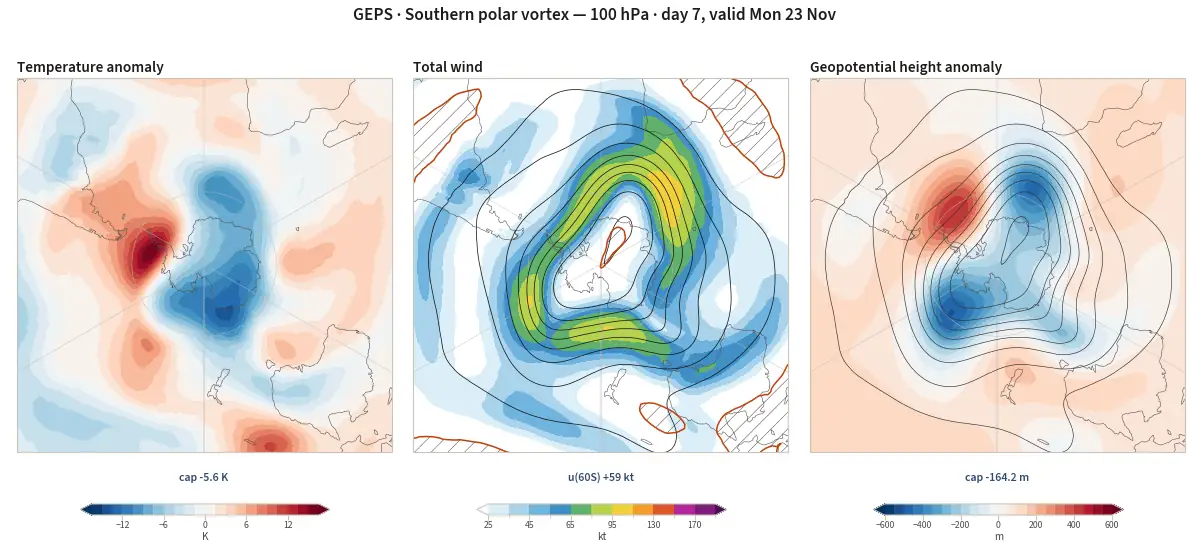 GEPS · Southern polar vortex — 100 hPa · day 7, valid Mon 23 Nov
Temperature anomaly
Total wind
Geopotential height anomaly
cap -5.6 K
u(60S) +59 kt
cap -164.2 m
−12 −6 0 6 12
K
25 45 65 95 130 170
kt
−600 −400 −200 0 200 400 600
m